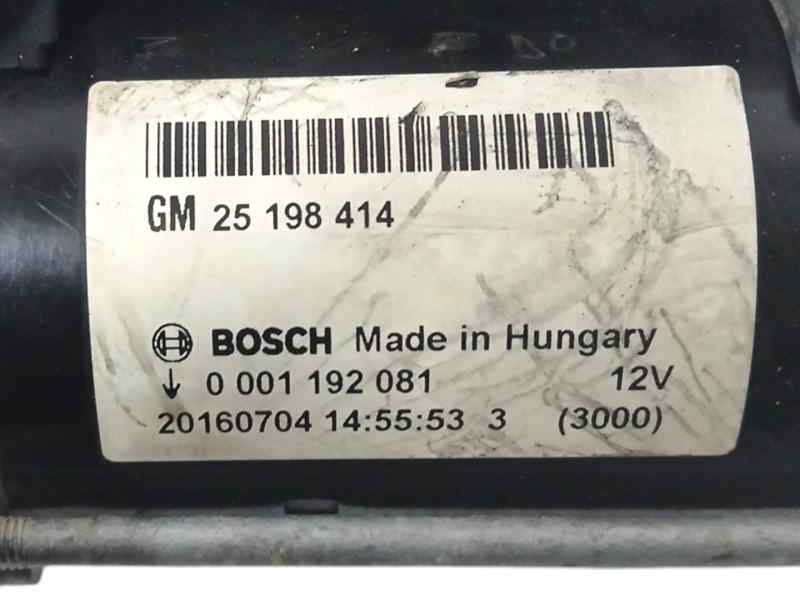 GM 25 198 414
BOSCH Made in Hungary
↓ 0 001 192 081 12V
20160704 14:55:53 3 (3000)